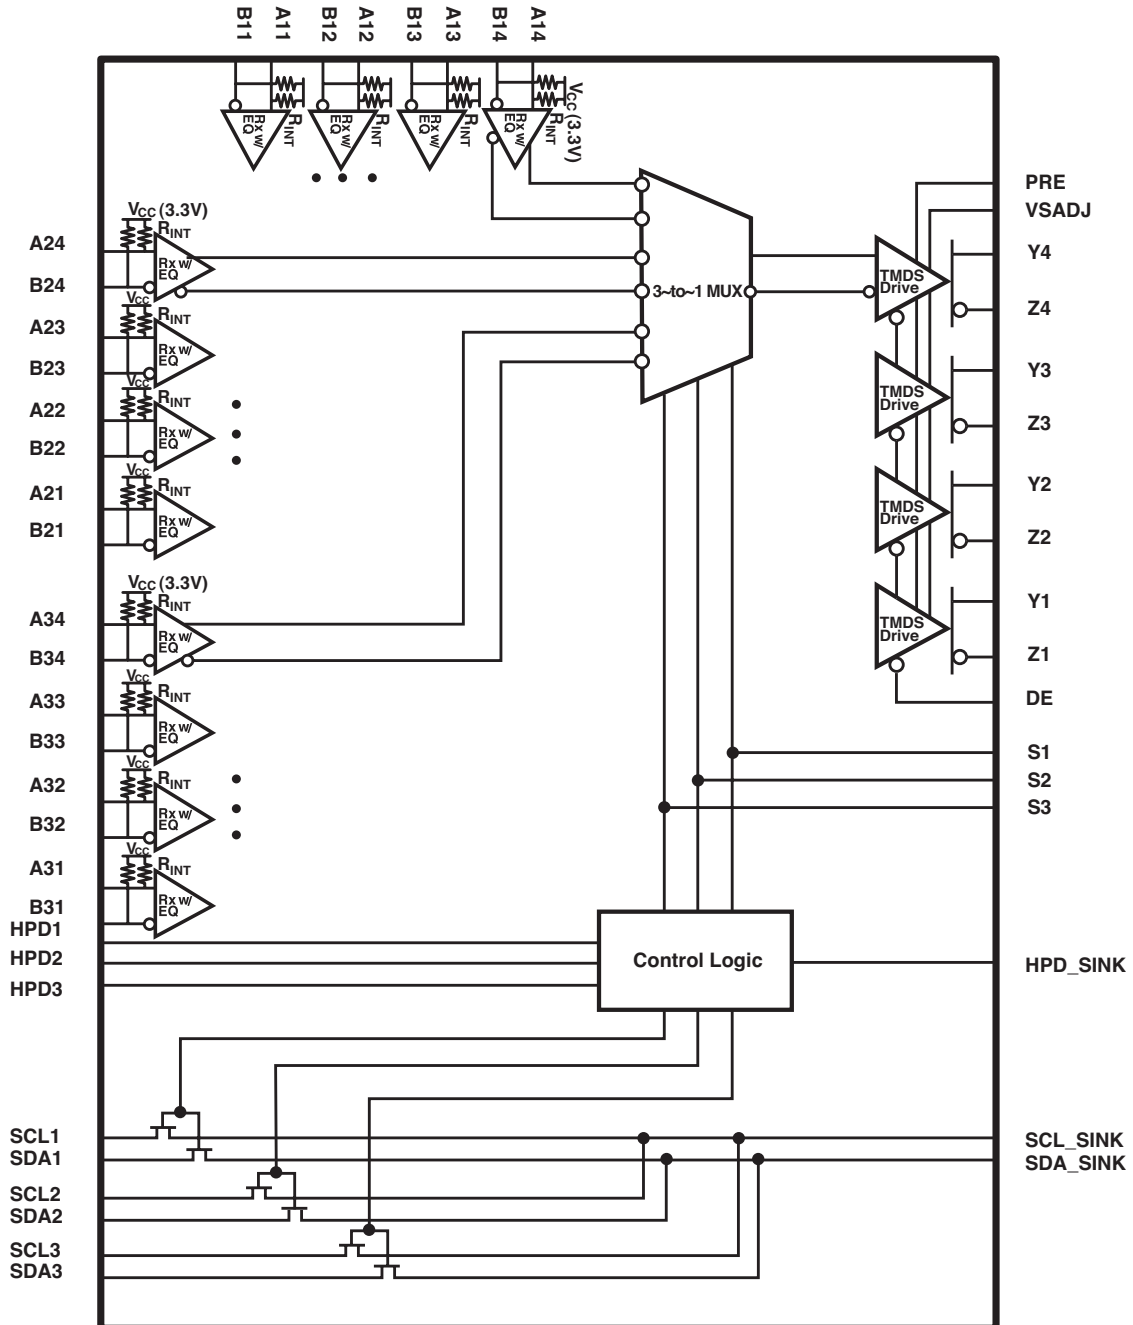 B11 A11 B12 A12 B13 A13 B14 A14
VCC (3.3V)
RINT
Rx w/
EQ
RINT
Rx w/
EQ
RINT
Rx w/
EQ
RINT
Rx w/
EQ
VCC (3.3V)
RINT
A24
Rx w/
EQ
B24
VCC
RINT
A23
Rx w/
EQ
B23
VCC
RINT
A22
Rx w/
EQ
B22
VCC
RINT
A21
Rx w/
EQ
B21
VCC (3.3V)
RINT
A34
Rx w/
EQ
B34
VCC
RINT
A33
Rx w/
EQ
B33
VCC
RINT
A32
Rx w/
EQ
B32
VCC
RINT
A31
Rx w/
EQ
B31
HPD1
HPD2
HPD3
3~to~1 MUX
PRE
VSADJ
Y4
TMDS
Drive
Z4
Y3
TMDS
Drive
Z3
Y2
TMDS
Drive
Z2
Y1
TMDS
Drive
Z1
DE
S1
S2
S3
Control Logic
HPD_SINK
SCL1
SDA1
SCL2
SDA2
SCL3
SDA3
SCL_SINK
SDA_SINK